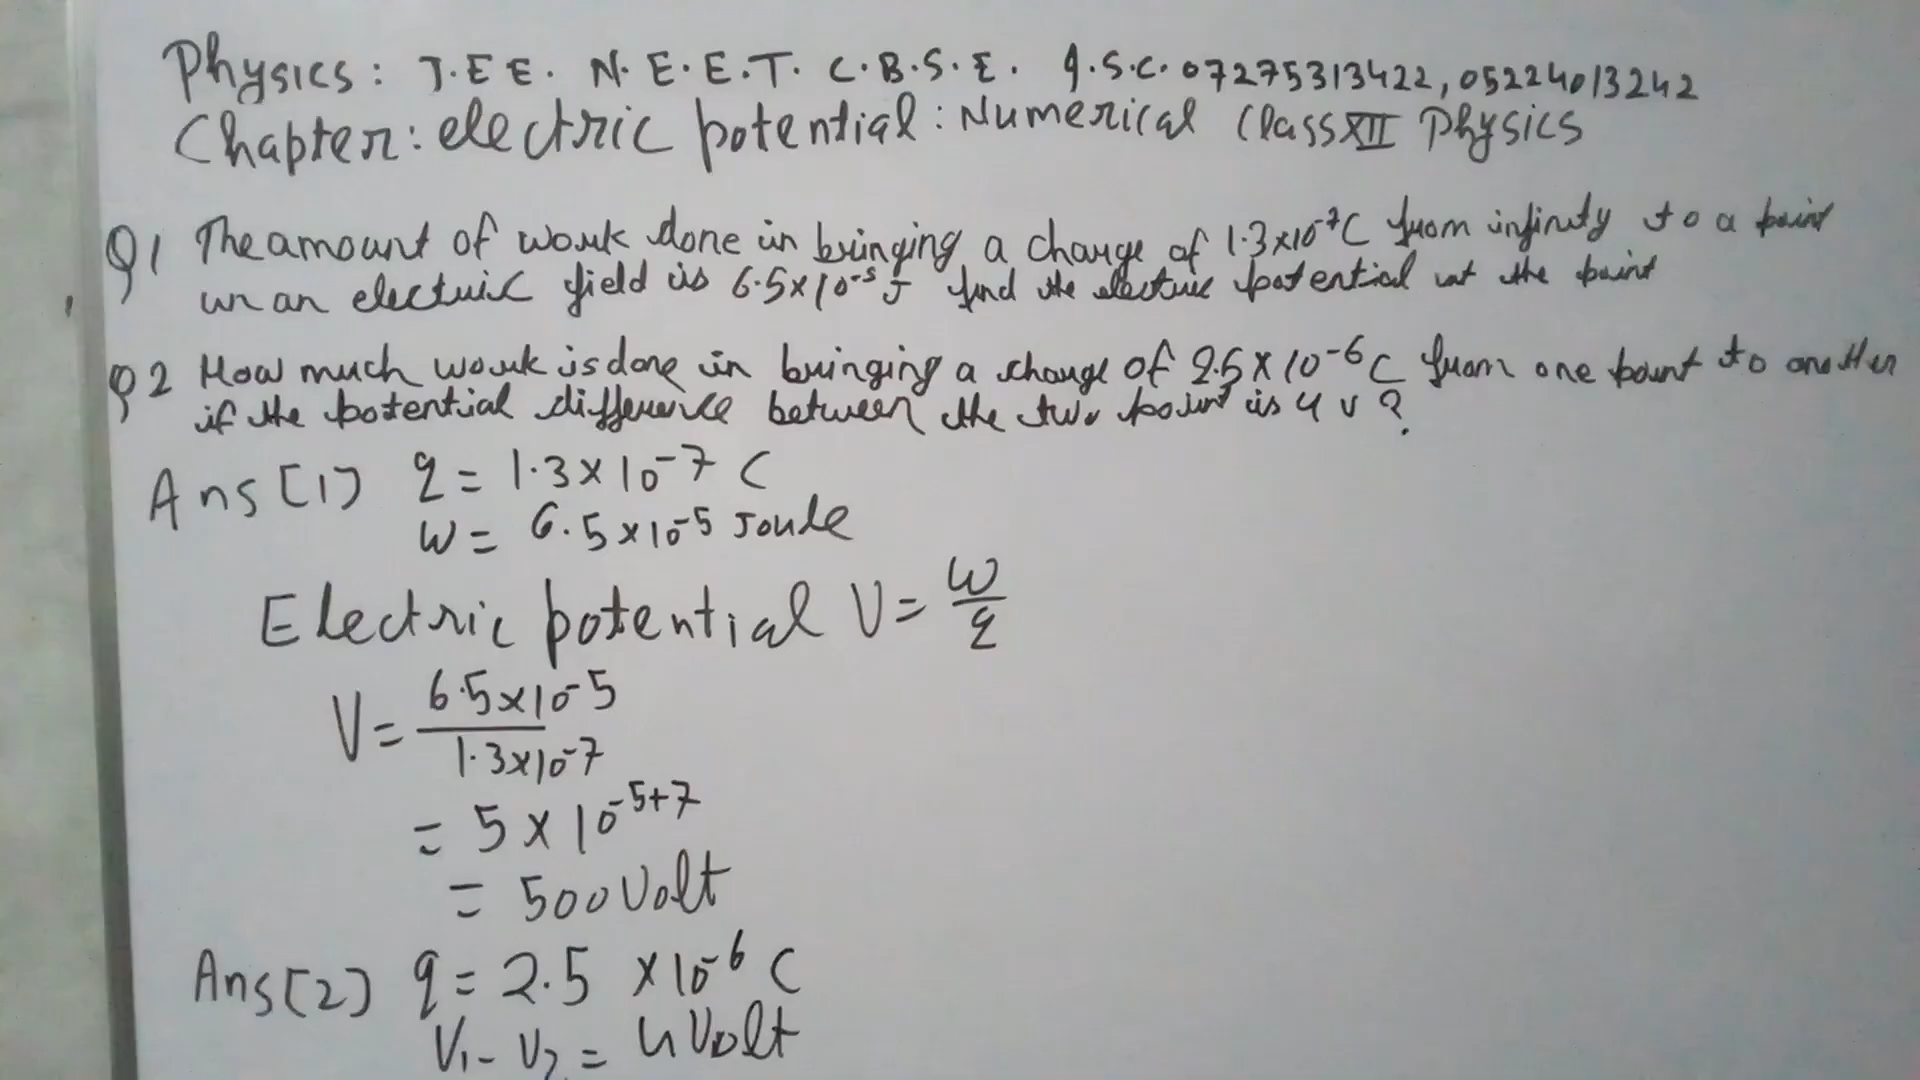 Physics: J.E E. N. E.E.T. C.B.S.E. I.S.C. 07275313422, 05224013242
Chapter: electric potential: Numerical Class XII Physics
Q1 The amount of work done in bringing a charge of 1.3×10⁻⁷C from infinity to a point
in an electric field is 6.5×10⁻⁵ J find the electric potential at the point
Q2 How much work is done in bringing a charge of 2.5×10⁻⁶C from one point to another
if the potential difference between the two point is 4 V ?
Ans [1] q = 1.3×10⁻⁷ C
W = 6.5×10⁻⁵ Joule
Electric potential V = W/q
V = 6.5×10⁻⁵ / 1.3×10⁻⁷
= 5 × 10⁻⁵⁺⁷
= 500 Volt
Ans [2] q = 2.5 ×10⁻⁶ C
V₁ - V₂ = 4 Volt